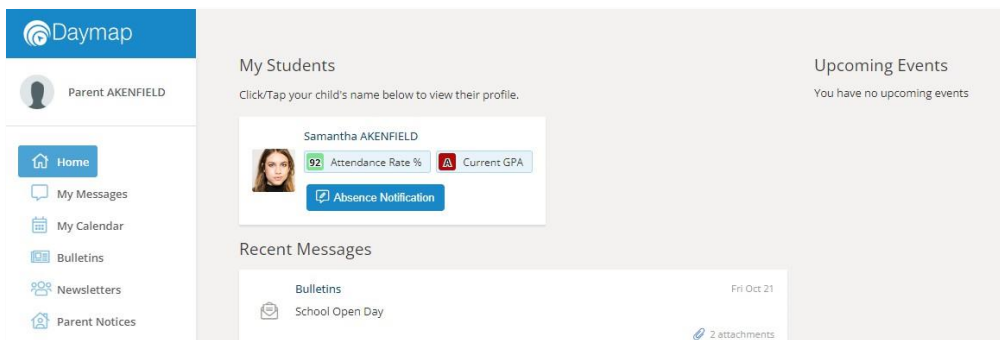 Daymap
Parent AKENFIELD
Home
My Messages
My Calendar
Bulletins
Newsletters
Parent Notices
My Students
Click/Tap your child's name below to view their profile.
Samantha AKENFIELD
92 Attendance Rate % A Current GPA
Absence Notification
Recent Messages
Bulletins Fri Oct 21
School Open Day
2 attachments
Upcoming Events
You have no upcoming events